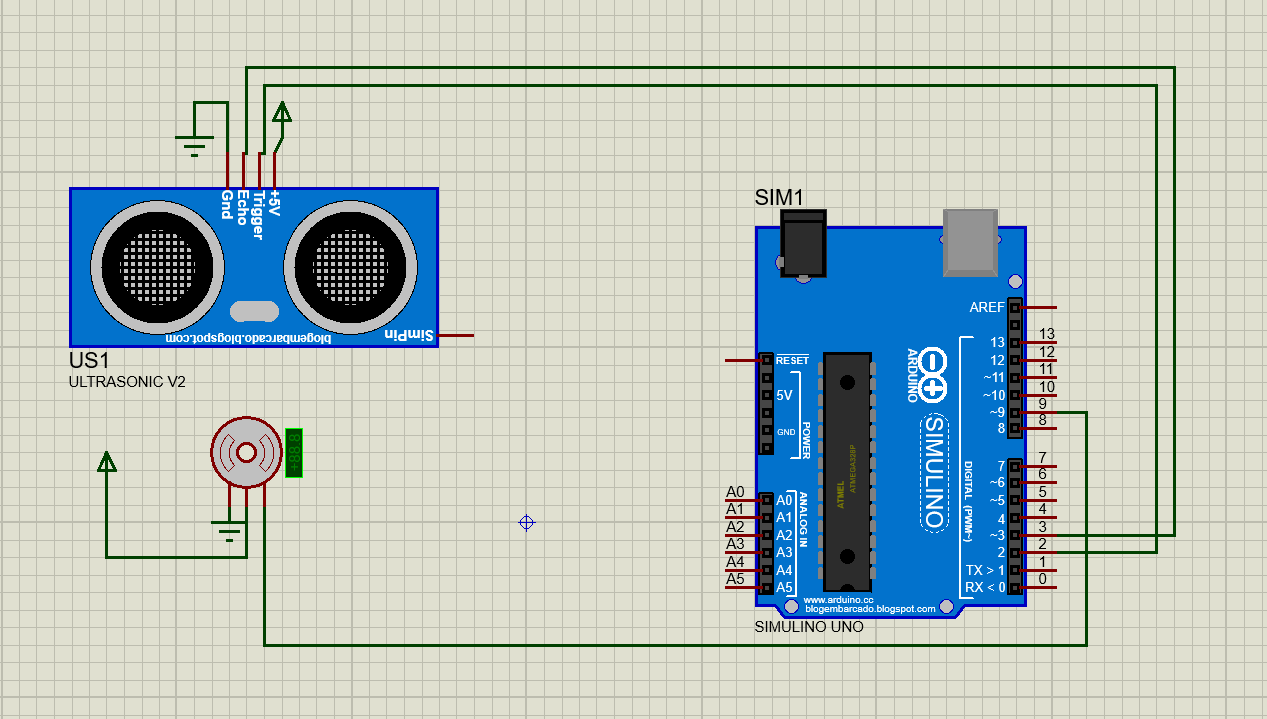 Gnd
Echo
Trigger
+5V
SimPin
blogembarcado.blogspot.com
US1
ULTRASONIC V2
+88.8
SIM1
AREF
RESET
5V
GND
POWER
A0 A0
A1 A1
A2 A2
A3 A3
A4 A4
A5 A5
ANALOG IN
ATMEL
ATMEGA328P
ARDUINO
SIMULINO
DIGITAL (PWM~)
13 13
12 12
~11 11
~10 10
~9 9
8 8
7 7
~6 6
~5 5
4 4
~3 3
2 2
TX > 1 1
RX < 0 0
www.arduino.cc
blogembarcado.blogspot.com
SIMULINO UNO